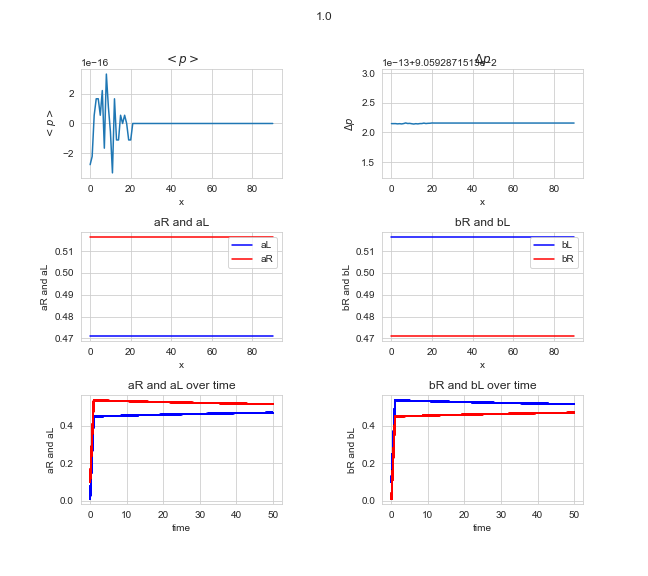 1.0
<p>
1e−16
2
0
−2
<p>
0 20 40 60 80
x
Δp
1e−13+9.0592871515e−2
3.0
2.5
2.0
1.5
Δp
0 20 40 60 80
x
aR and aL
0.51
0.50
0.49
0.48
0.47
aR and aL
aL
aR
0 20 40 60 80
x
bR and bL
0.51
0.50
0.49
0.48
0.47
bR and bL
bL
bR
0 20 40 60 80
x
aR and aL over time
0.4
0.2
0.0
aR and aL
0 10 20 30 40 50
time
bR and bL over time
0.4
0.2
0.0
bR and bL
0 10 20 30 40 50
time